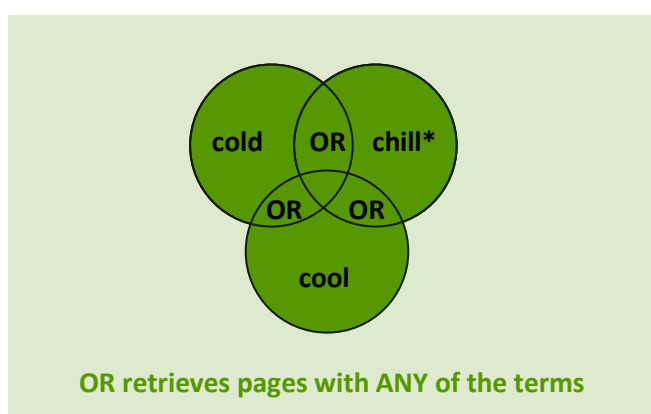 cold OR chill*
OR OR
cool
OR retrieves pages with ANY of the terms